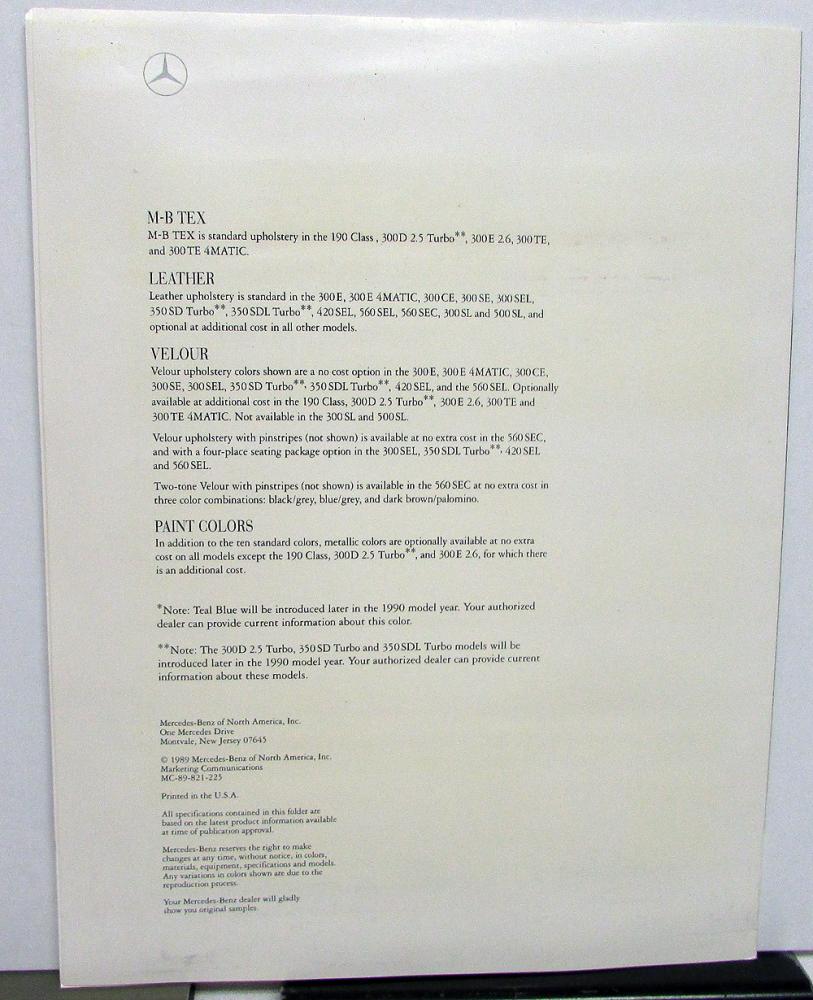 M-B TEX
M-B TEX is standard upholstery in the 190 Class , 300D 2.5 Turbo**, 300E 2.6, 300TE,
and 300TE 4MATIC.
LEATHER
Leather upholstery is standard in the 300E, 300E 4MATIC, 300CE, 300SE, 300SEL,
350SD Turbo**, 350SDL Turbo**, 420SEL, 560SEL, 560SEC, 300SL and 500SL, and
optional at additional cost in all other models.
VELOUR
Velour upholstery colors shown are a no cost option in the 300E, 300E 4MATIC, 300CE,
300SE, 300SEL, 350SD Turbo**, 350SDL Turbo**, 420SEL, and the 560SEL. Optionally
available at additional cost in the 190 Class, 300D 2.5 Turbo**, 300E 2.6, 300TE and
300TE 4MATIC. Not available in the 300SL and 500SL.
Velour upholstery with pinstripes (not shown) is available at no extra cost in the 560SEC,
and with a four-place seating package option in the 300SEL, 350SDL Turbo**, 420SEL
and 560SEL.
Two-tone Velour with pinstripes (not shown) is available in the 560SEC at no extra cost in
three color combinations: black/grey, blue/grey, and dark brown/palomino.
PAINT COLORS
In addition to the ten standard colors, metallic colors are optionally available at no extra
cost on all models except the 190 Class, 300D 2.5 Turbo**, and 300E 2.6, for which there
is an additional cost.
*Note: Teal Blue will be introduced later in the 1990 model year. Your authorized
dealer can provide current information about this color.
**Note: The 300D 2.5 Turbo, 350SD Turbo and 350SDL Turbo models will be
introduced later in the 1990 model year. Your authorized dealer can provide current
information about these models.
Mercedes-Benz of North America, Inc.
One Mercedes Drive
Montvale, New Jersey 07645
© 1989 Mercedes-Benz of North America, Inc.
Marketing Communications
MC-89-821-225
Printed in the U.S.A.
All specifications contained in this folder are
based on the latest product information available
at time of publication approval.
Mercedes-Benz reserves the right to make
changes at any time, without notice, in colors,
materials, equipment, specifications and models.
Any variations in colors shown are due to the
reproduction process.
Your Mercedes-Benz dealer will gladly
show you original samples.